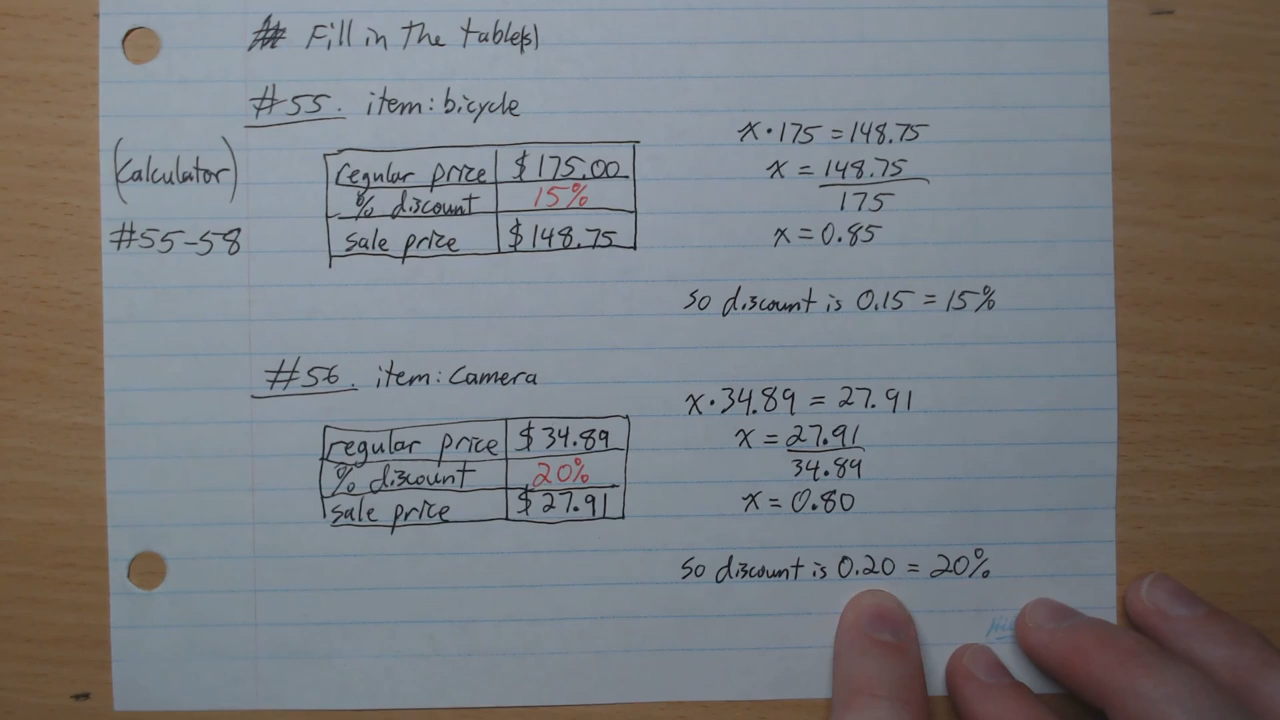 Fill in the table(s)
#55. item: bicycle
(Calculator)
#55-58
regular price $175.00
% discount 15%
sale price $148.75
x · 175 = 148.75
x = 148.75
175
x = 0.85
so discount is 0.15 = 15%
#56. item: Camera
regular price $34.89
% discount 20%
sale price $27.91
x · 34.89 = 27.91
x = 27.91
34.89
x = 0.80
so discount is 0.20 = 20%